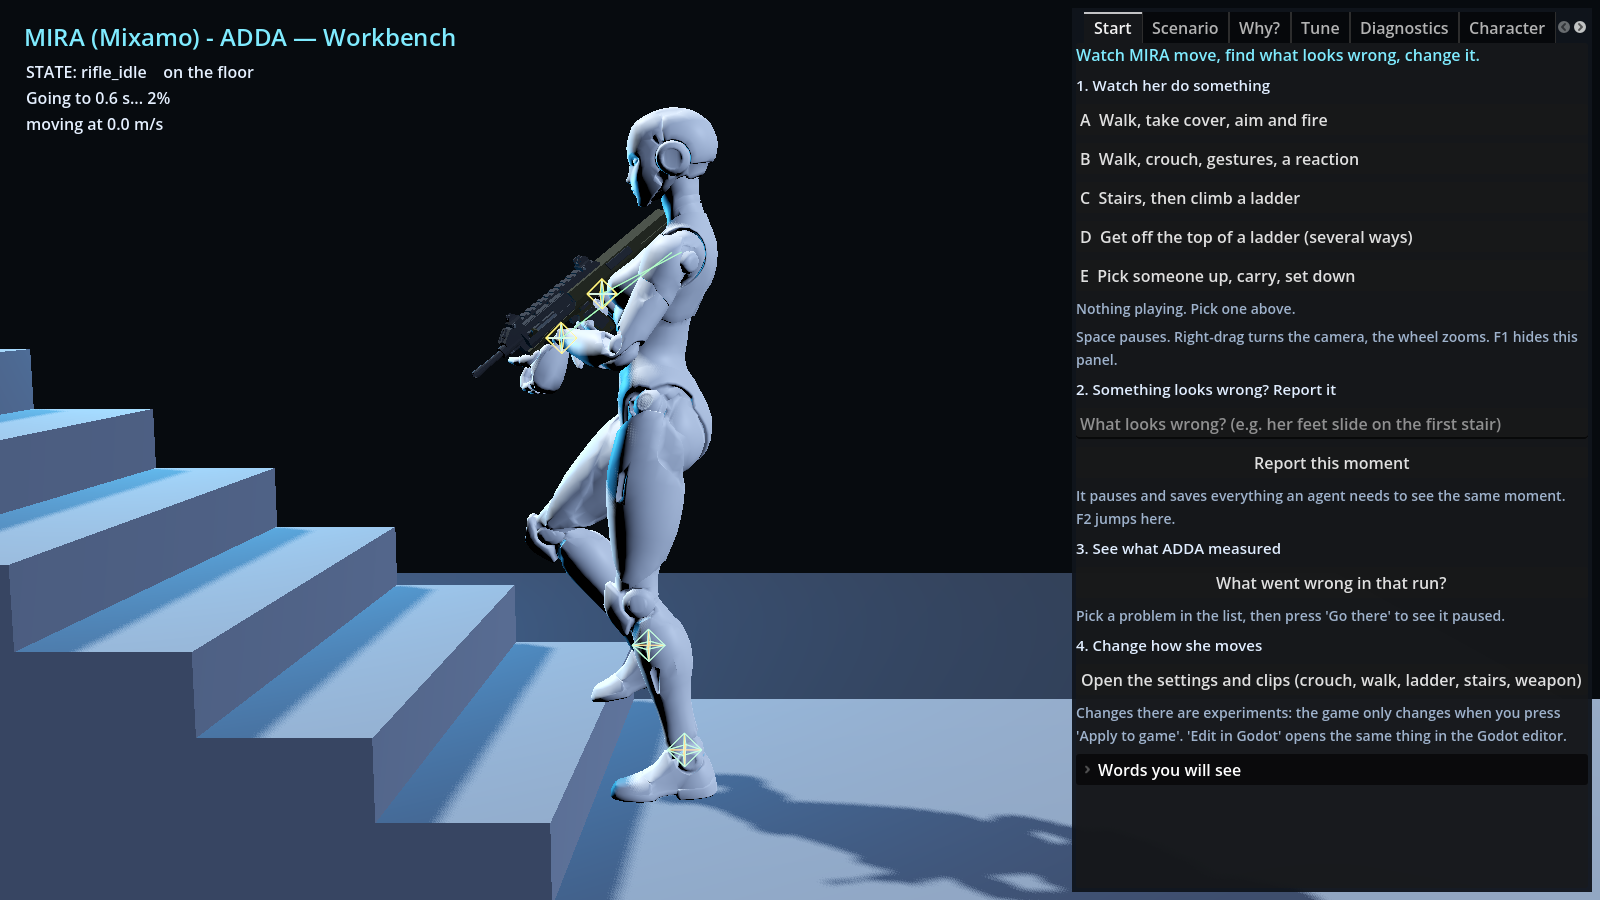 MIRA (Mixamo) - ADDA — Workbench
STATE: rifle_idle on the floor
Going to 0.6 s... 2%
moving at 0.0 m/s
Start Scenario Why? Tune Diagnostics Character
Watch MIRA move, find what looks wrong, change it.
1. Watch her do something
A Walk, take cover, aim and fire
B Walk, crouch, gestures, a reaction
C Stairs, then climb a ladder
D Get off the top of a ladder (several ways)
E Pick someone up, carry, set down
Nothing playing. Pick one above.
Space pauses. Right-drag turns the camera, the wheel zooms. F1 hides this
panel.
2. Something looks wrong? Report it
What looks wrong? (e.g. her feet slide on the first stair)
Report this moment
It pauses and saves everything an agent needs to see the same moment.
F2 jumps here.
3. See what ADDA measured
What went wrong in that run?
Pick a problem in the list, then press 'Go there' to see it paused.
4. Change how she moves
Open the settings and clips (crouch, walk, ladder, stairs, weapon)
Changes there are experiments: the game only changes when you press
'Apply to game'. 'Edit in Godot' opens the same thing in the Godot editor.
Words you will see